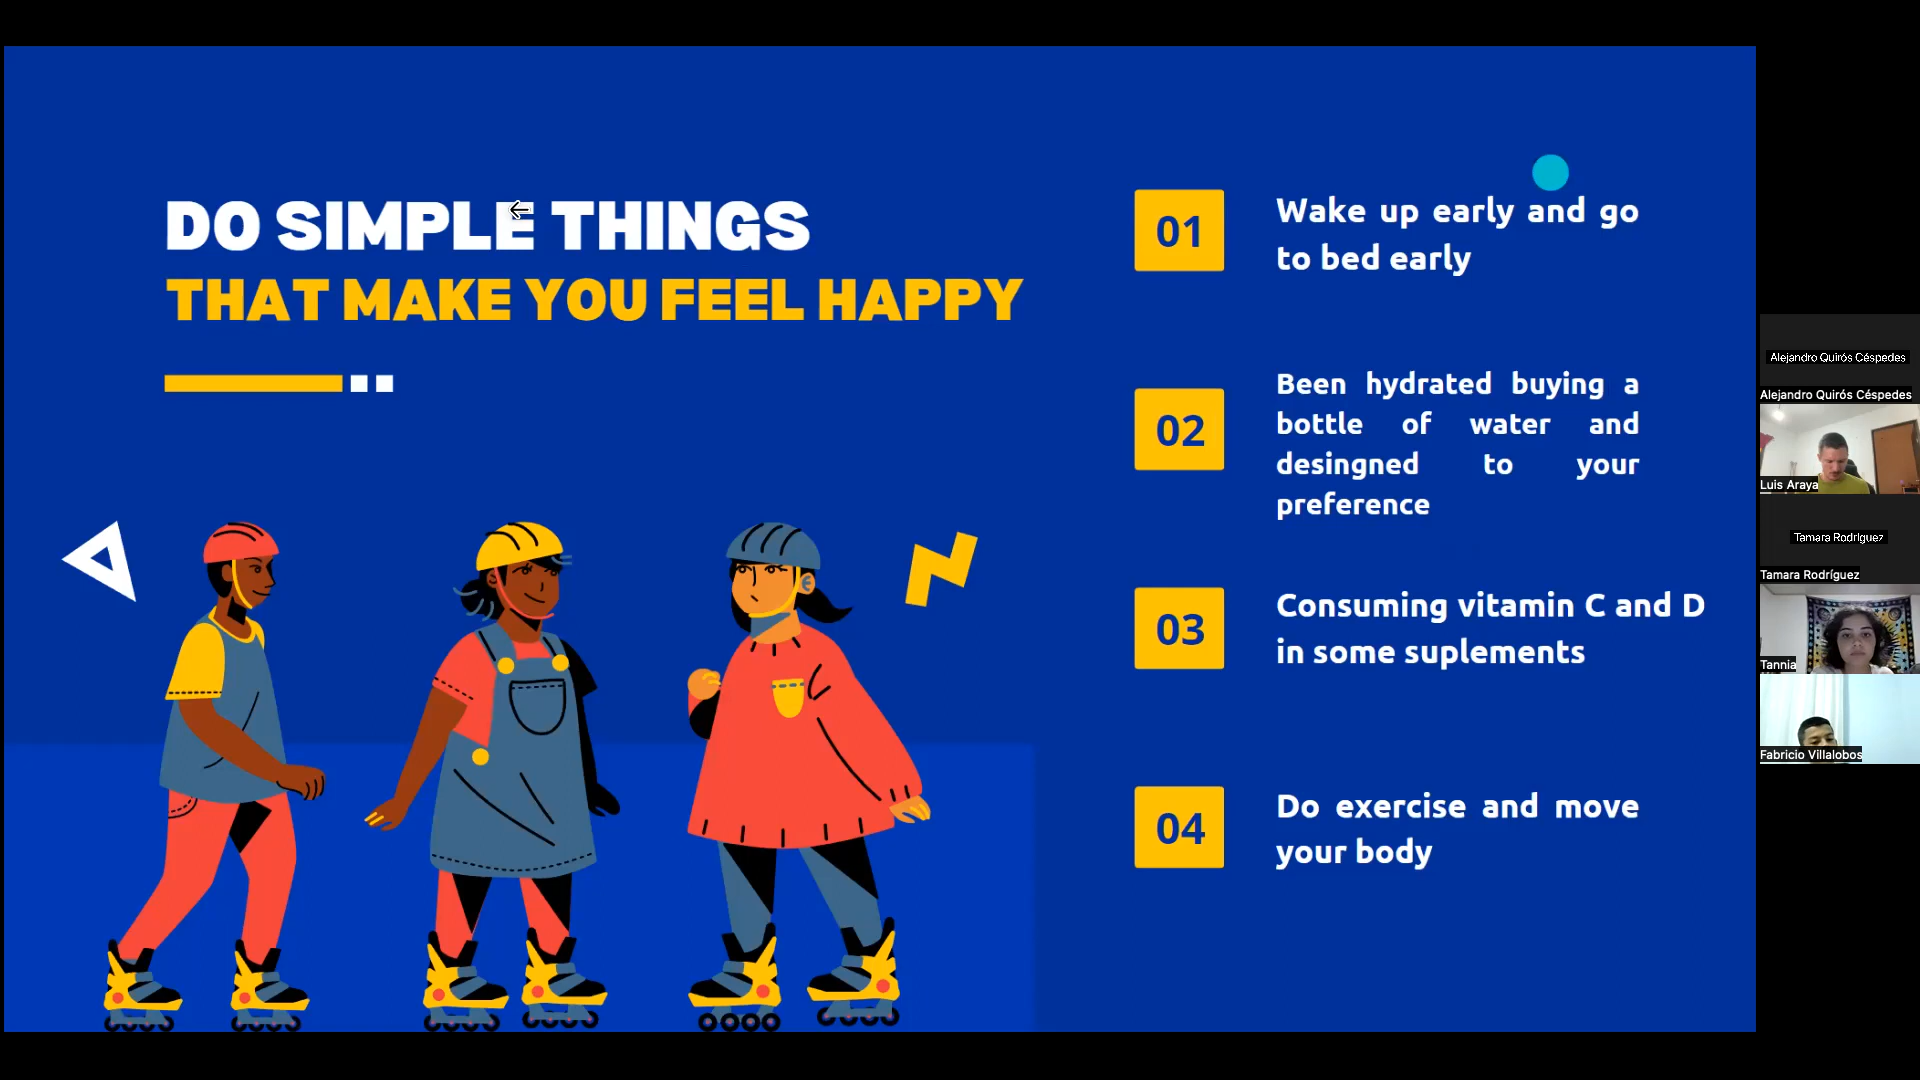 DO SIMPLE THINGS
THAT MAKE YOU FEEL HAPPY
01
Wake up early and go
to bed early
02
Been hydrated buying a
bottle of water and
desingned to your
preference
03
Consuming vitamin C and D
in some suplements
04
Do exercise and move
your body
Alejandro Quirós Céspedes
Alejandro Quirós Céspedes
Luis Araya
Tamara Rodríguez
Tamara Rodríguez
Tannia
Fabricio Villalobos